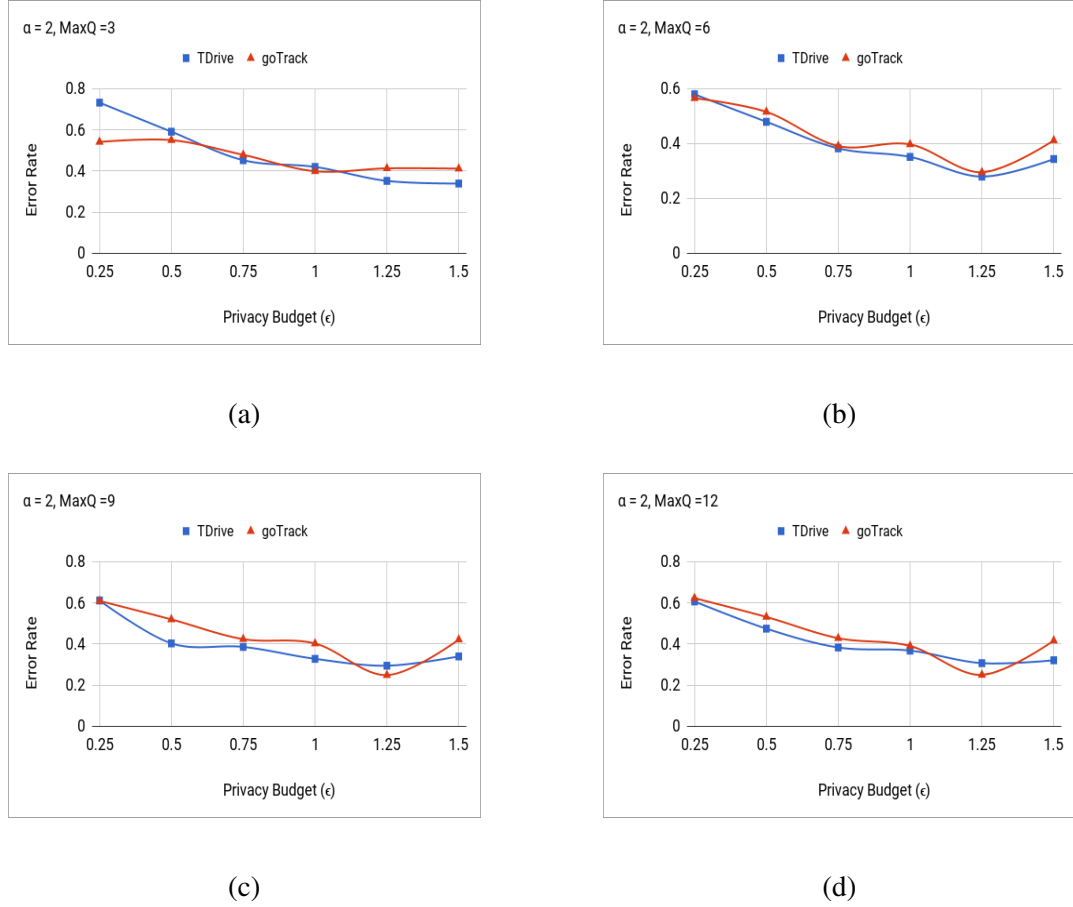 α = 2, MaxQ =3
TDrive goTrack
0.8
0.6
0.4
0.2
0
Error Rate
0.25 0.5 0.75 1 1.25 1.5
Privacy Budget (ϵ)
(a)
α = 2, MaxQ =6
TDrive goTrack
0.6
0.4
0.2
0
Error Rate
0.25 0.5 0.75 1 1.25 1.5
Privacy Budget (ϵ)
(b)
α = 2, MaxQ =9
TDrive goTrack
0.8
0.6
0.4
0.2
0
Error Rate
0.25 0.5 0.75 1 1.25 1.5
Privacy Budget (ϵ)
(c)
α = 2, MaxQ =12
TDrive goTrack
0.8
0.6
0.4
0.2
0
Error Rate
0.25 0.5 0.75 1 1.25 1.5
Privacy Budget (ϵ)
(d)